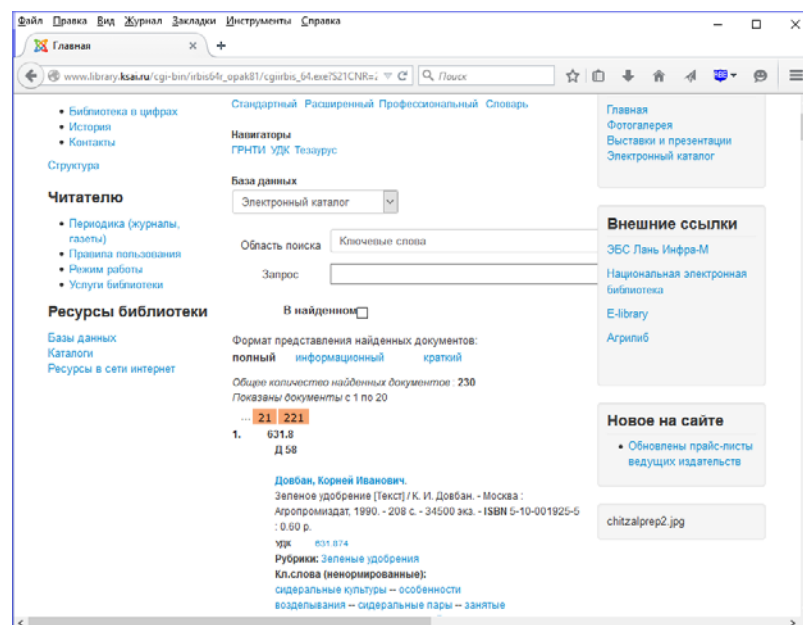 Файл Правка Вид Журнал Закладки Инструменты Справка
Главная
www.library.ksai.ru/cgi-bin/irbis64r_opak81/cgiirbis_64.exe?S21CNR=
Поиск
Библиотека в цифрах
История
Контакты
Структура
Читателю
Периодика (журналы,
газеты)
Правила пользования
Режим работы
Услуги библиотеки
Ресурсы библиотеки
Базы данных
Каталоги
Ресурсы в сети интернет
Стандартный Расширенный Профессиональный Словарь
Навигаторы
ГРНТИ УДК Тезаурус
База данных
Электронный каталог
Область поиска Ключевые слова
Запрос
В найденном
Формат представления найденных документов:
полный информационный краткий
Общее количество найденных документов : 230
Показаны документы с 1 по 20
... 21 221
1. 631.8
Д 58
Довбан, Корней Иванович.
Зеленое удобрение [Текст] / К. И. Довбан. - Москва :
Агропромиздат, 1990. - 208 с. - 34500 экз. - ISBN 5-10-001925-5
: 0.60 р.
УДК 631.874
Рубрики: Зеленые удобрения
Кл.слова (ненормированные):
сидеральные культуры -- особенности
возделывания -- сидеральные пары -- занятые
Главная
Фотогалерея
Выставки и презентации
Электронный каталог
Внешние ссылки
ЭБС Лань Инфра-М
Национальная электронная
библиотека
E-library
Агрилиб
Новое на сайте
Обновлены прайс-листы
ведущих издательств
chitzalprep2.jpg